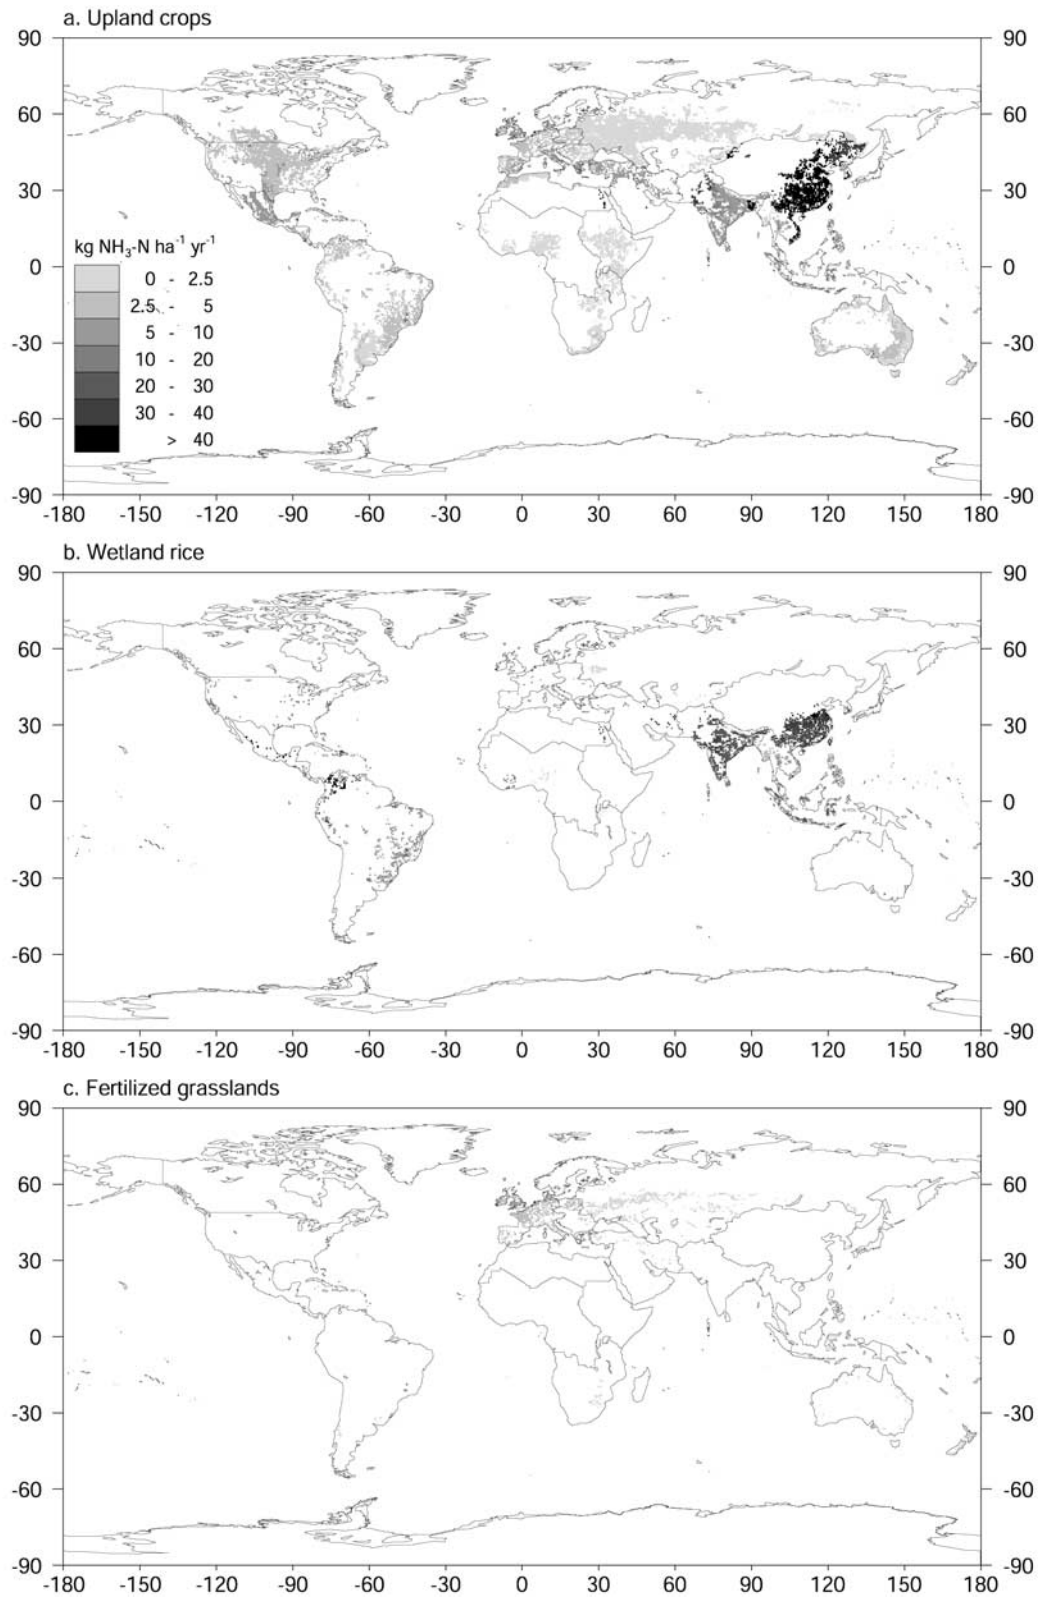 a. Upland crops
90 90
60 60
30 30
kg NH₃-N ha⁻¹ yr⁻¹
0 0
0 - 2.5
2.5 - 5
5 - 10
-30 -30
10 - 20
20 - 30
30 - 40
-60 -60
> 40
-90 -90
-180 -150 -120 -90 -60 -30 0 30 60 90 120 150 180
b. Wetland rice
90 90
60 60
30 30
0 0
-30 -30
-60 -60
-90 -90
-180 -150 -120 -90 -60 -30 0 30 60 90 120 150 180
c. Fertilized grasslands
90 90
60 60
30 30
0 0
-30 -30
-60 -60
-90 -90
-180 -150 -120 -90 -60 -30 0 30 60 90 120 150 180